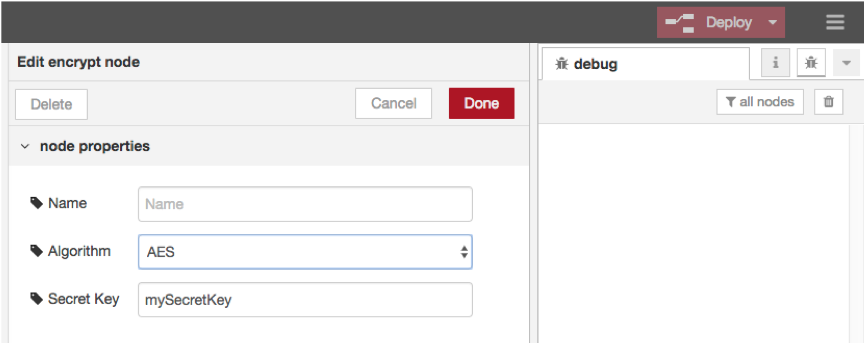 Deploy
Edit encrypt node
debug
i
Delete
Cancel
Done
all nodes
node properties
Name
Name
Algorithm
AES
Secret Key
mySecretKey